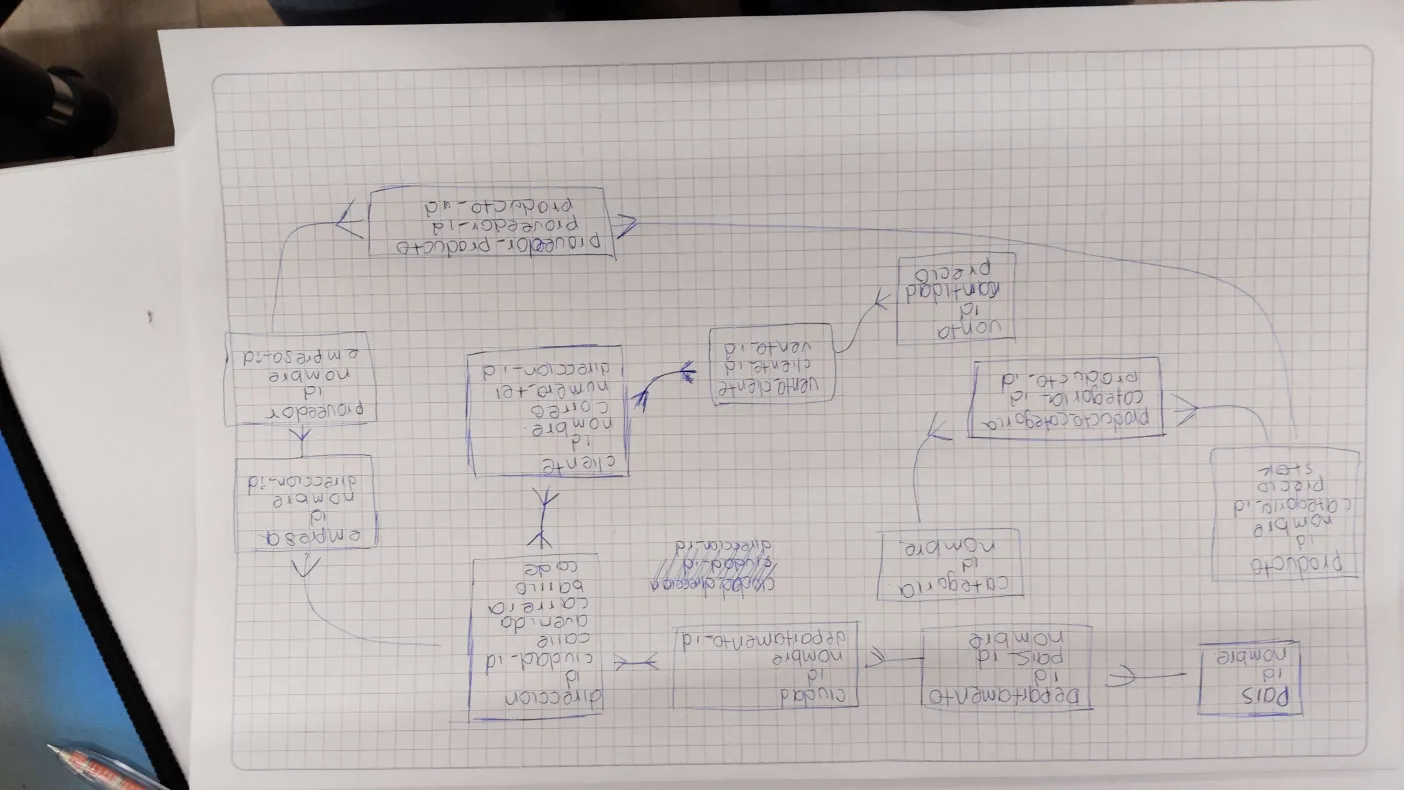 pais
id
nombre
Departamento
id
pais_id
nombre
ciudad
id
nombre
departamento_id
direccion
id
ciudad_id
calle
avenida
carrera
barrio
code
producto
id
nombre
categoria_id
precio
stok
categoria
id
nombre
ciudad_direccion
ciudad_id
direccion_id
cliente
id
nombre
correo
numero_tel
direccion_id
empresa
id
nombre
direccion_id
productocategoria
categoria_id
producto_id
venta_cliente
cliente_id
venta_id
proveedor
id
nombre
empresa_id
venta
id
cantidad
precio
proveedor_producto
proveedor_id
producto_id